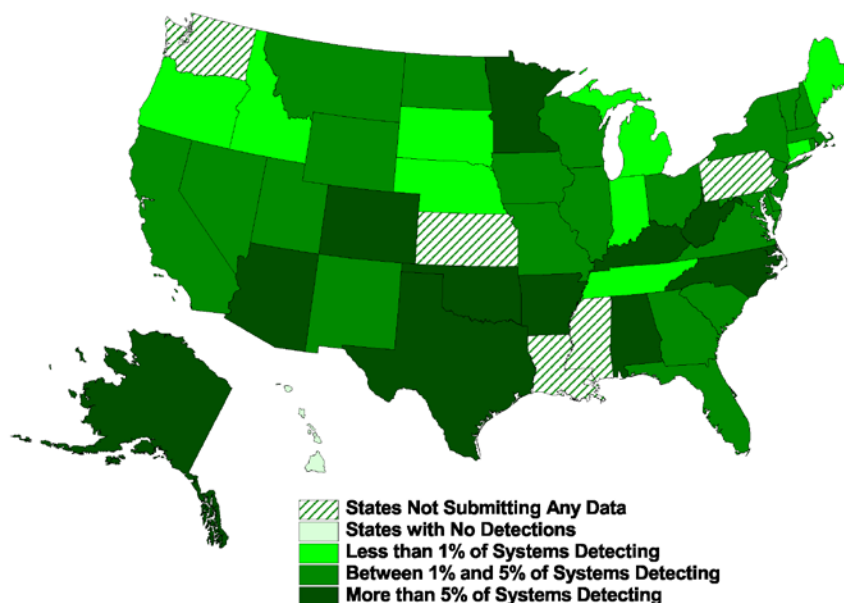 States Not Submitting Any Data
States with No Detections
Less than 1% of Systems Detecting
Between 1% and 5% of Systems Detecting
More than 5% of Systems Detecting